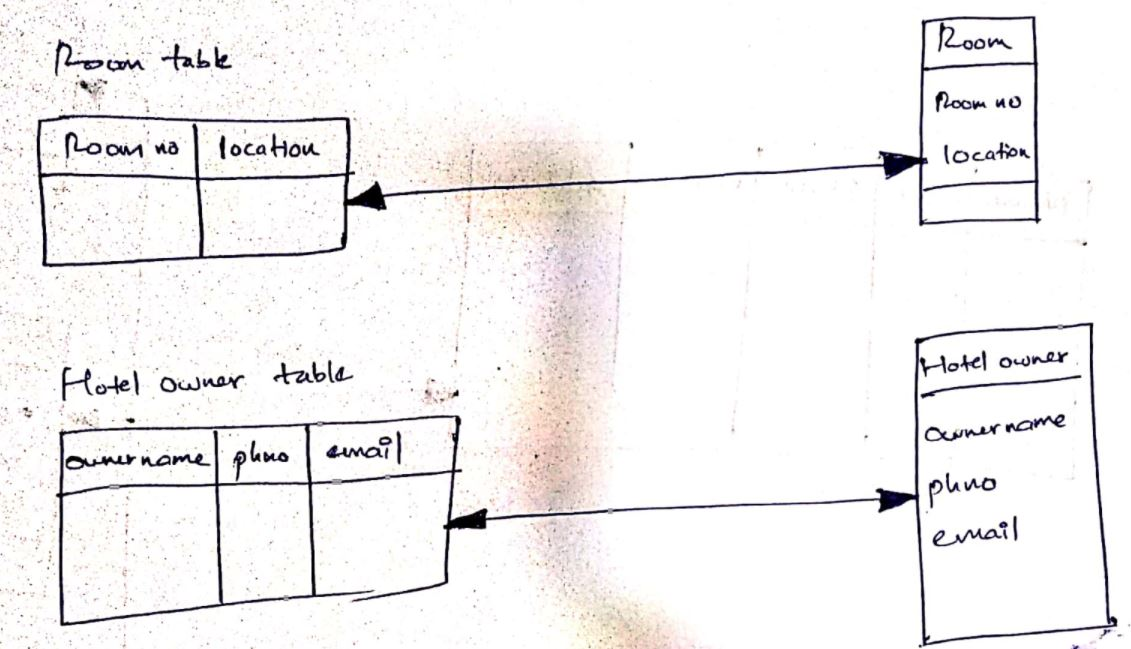 Room table
Room no location
Room
Room no
location
Hotel owner table
ownername phno email
Hotel owner
ownername
phno
email